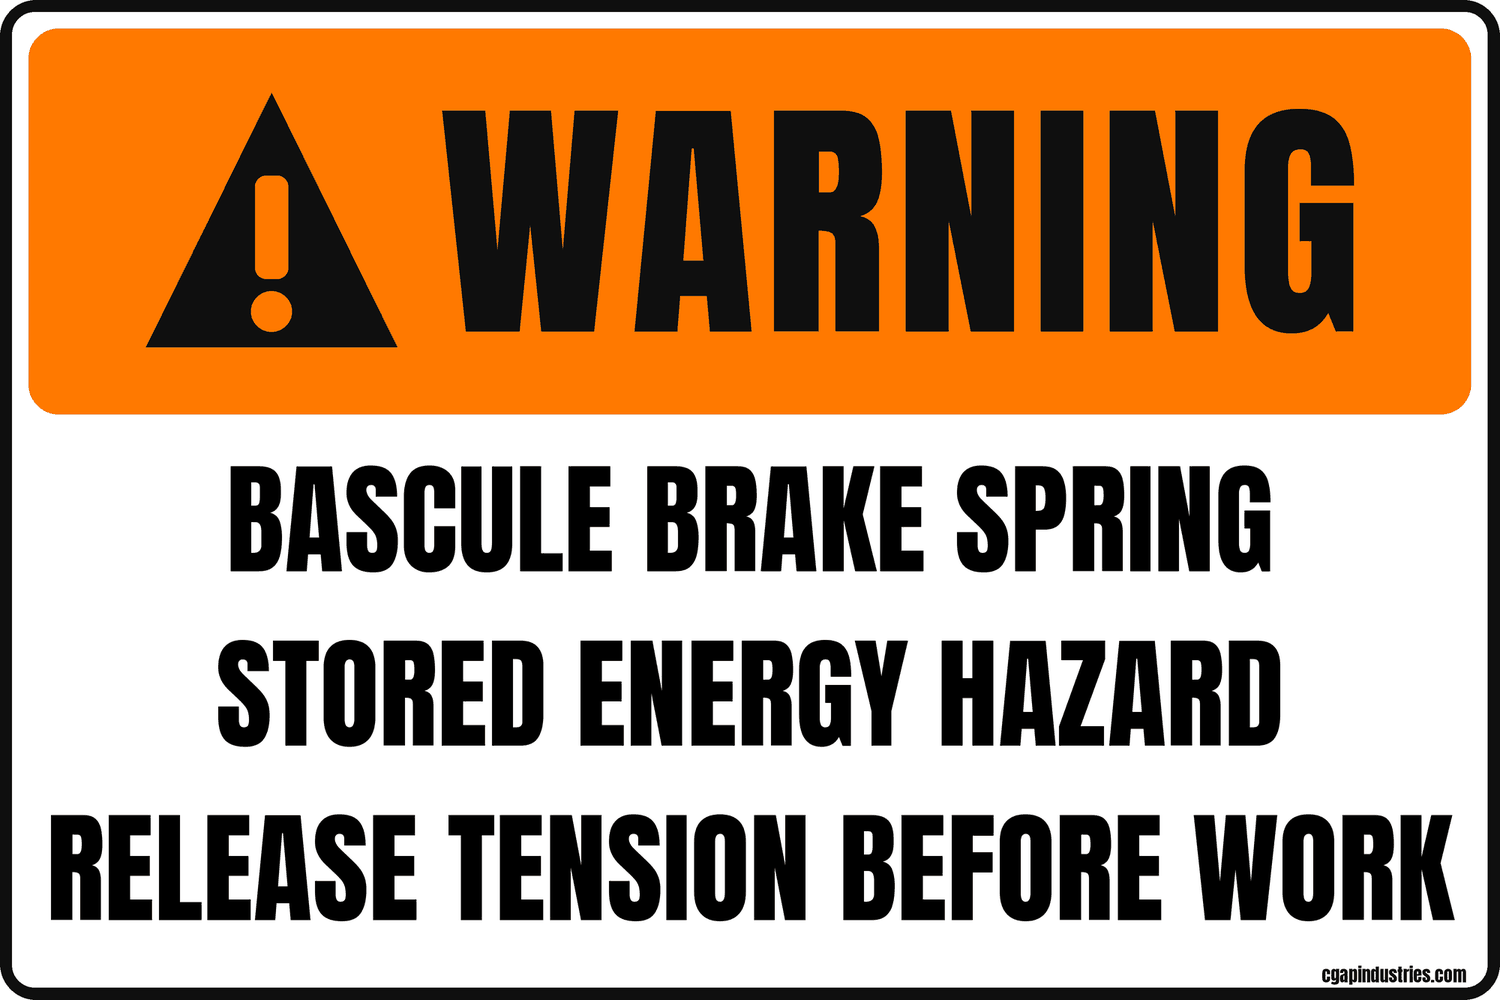 WARNING
BASCULE BRAKE SPRING
STORED ENERGY HAZARD
RELEASE TENSION BEFORE WORK
cgapindustries.com